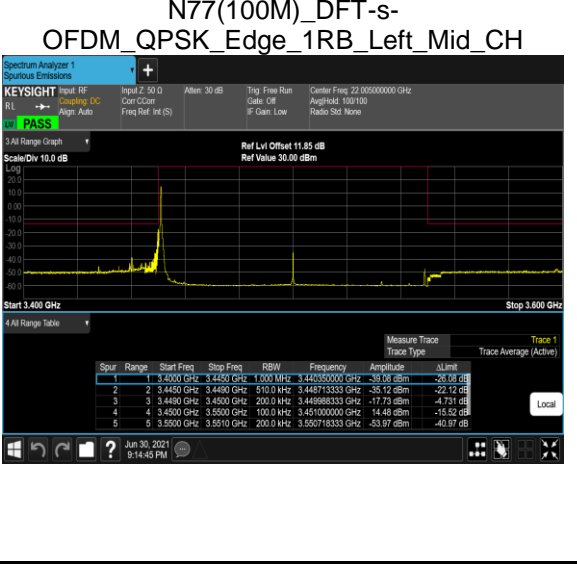 N77(100M)_DFT-s-
OFDM_QPSK_Edge_1RB_Left_Mid_CH
Spectrum Analyzer 1
Spurious Emissions
+
KEYSIGHT Input: RF Input Z: 50 Ω Atten: 30 dB Trig: Free Run Center Freq: 22.005000000 GHz
RL Coupling: DC Corr CCorr Gate: Off Avg|Hold: 100/100
Align: Auto Freq Ref: Int (S) IF Gain: Low Radio Std: None
PASS
3 All Range Graph Ref Lvl Offset 11.85 dB
Scale/Div 10.0 dB Ref Value 30.00 dBm
Log
20.0
10.0
0.00
-10.0
-20.0
-30.0
-40.0
-50.0
-60.0
Start 3.400 GHz Stop 3.600 GHz
4 All Range Table
Measure Trace Trace 1
Trace Type Trace Average (Active)
Spur Range Start Freq Stop Freq RBW Frequency Amplitude ΔLimit
1 1 3.4000 GHz 3.4450 GHz 1.000 MHz 3.440350000 GHz -39.08 dBm -26.08 dB
2 2 3.4450 GHz 3.4490 GHz 510.0 kHz 3.448713333 GHz -35.12 dBm -22.12 dB
3 3 3.4490 GHz 3.4500 GHz 200.0 kHz 3.449988333 GHz -17.73 dBm -4.731 dB
4 4 3.4500 GHz 3.5500 GHz 100.0 kHz 3.451000000 GHz 14.48 dBm -15.52 dB
5 5 3.5500 GHz 3.5510 GHz 200.0 kHz 3.550718333 GHz -53.97 dBm -40.97 dB
Local
? Jun 30, 2021
9:14:45 PM